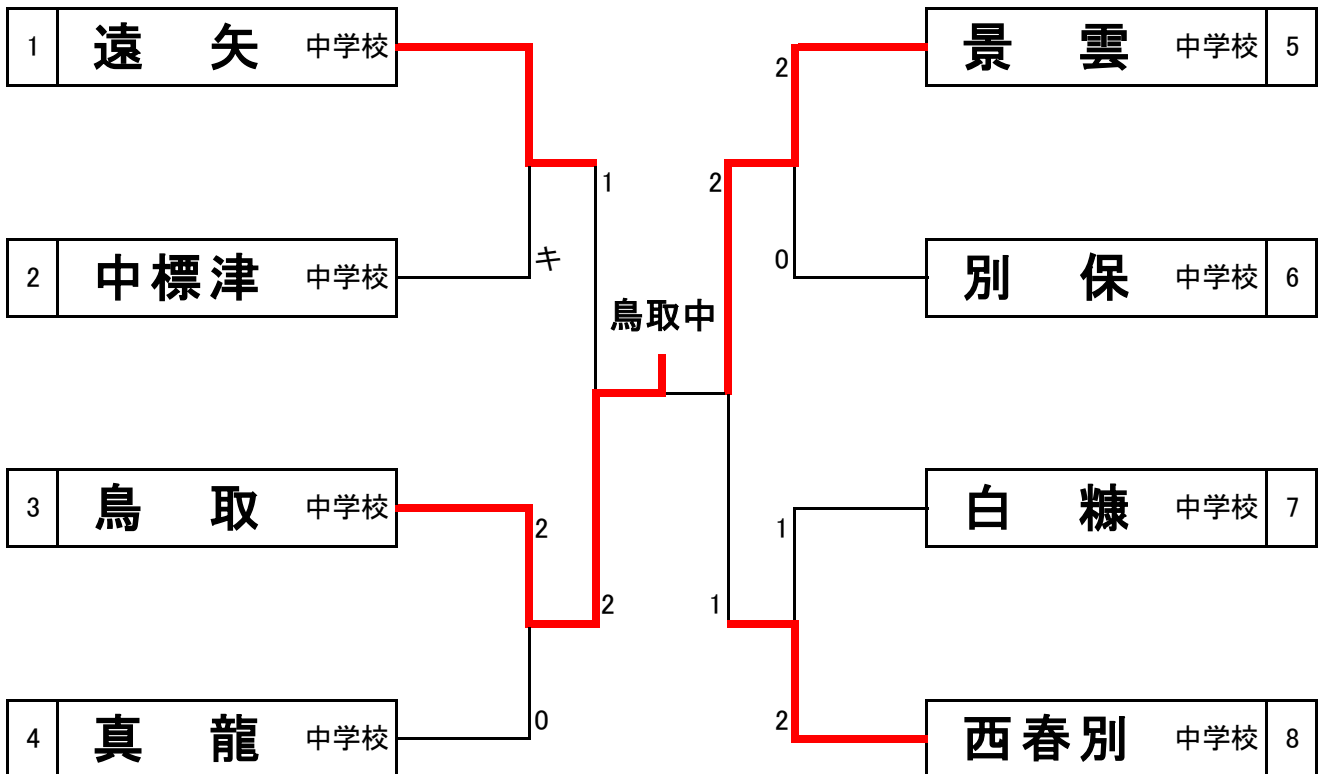 1 遠矢 中学校
景雲 中学校 5
2
1 2
2 中標津 中学校
キ
0
別保 中学校 6
鳥取中
3 鳥取 中学校
2
1
白糠 中学校 7
2 1
4 真龍 中学校
0
2
西春別 中学校 8